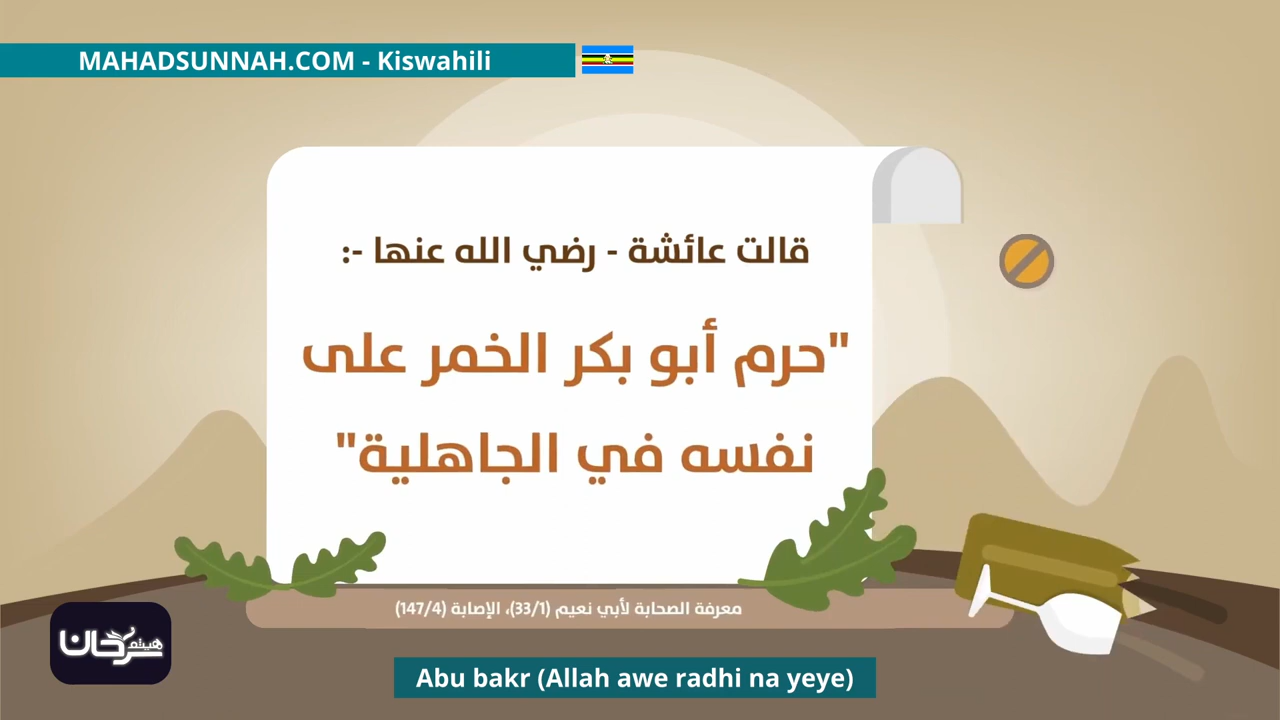 MAHADSUNNAH.COM - Kiswahili
قالت عائشة - رضي الله عنها -:
"حرم أبو بكر الخمر على
نفسه في الجاهلية"
معرفة الصحابة لأبي نعيم (33/1)، الإصابة (147/4)
هيثم
سرحان
Abu bakr (Allah awe radhi na yeye)